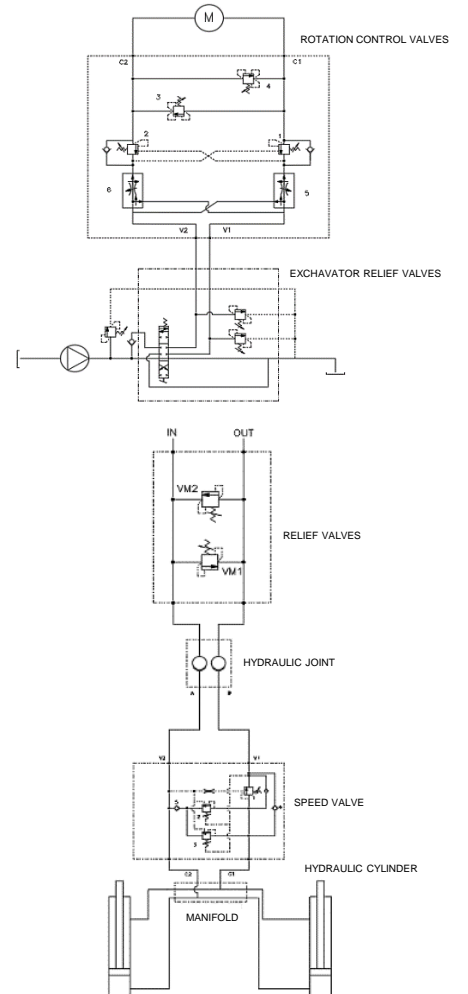 M
ROTATION CONTROL VALVES
C2 C1
4
3
2 1
6 5
V2 V1
EXCHAVATOR RELIEF VALVES
IN OUT
VM2
RELIEF VALVES
VM1
HYDRAULIC JOINT
A B
V2 V1
SPEED VALVE
C2 C1
HYDRAULIC CYLINDER
MANIFOLD